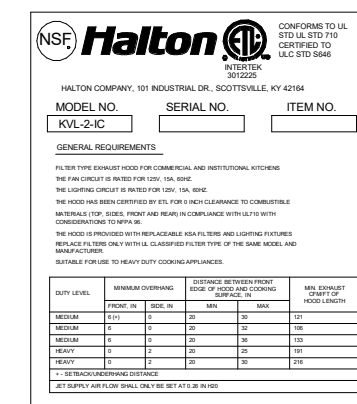 NSF Halton ETL
CONFORMS TO UL
STD UL STD 710
CERTIFIED TO
ULC STD S646
INTERTEK
3012225
HALTON COMPANY, 101 INDUSTRIAL DR., SCOTTSVILLE, KY 42164
MODEL NO. SERIAL NO. ITEM NO.
KVL-2-IC
GENERAL REQUIREMENTS
FILTER TYPE EXHAUST HOOD FOR COMMERCIAL AND INSTITUTIONAL KITCHENS
THE FAN CIRCUIT IS RATED FOR 125V, 15A, 60HZ.
THE LIGHTING CIRCUIT IS RATED FOR 125V, 15A, 60HZ.
THE HOOD HAS BEEN CERTIFIED BY ETL FOR 0 INCH CLEARANCE TO COMBUSTIBLE
MATERIALS (TOP, SIDES, FRONT AND REAR) IN COMPLIANCE WITH UL710 WITH
CONSIDERATIONS TO NFPA 96.
THE HOOD IS PROVIDED WITH REPLACEABLE KSA FILTERS AND LIGHTING FIXTURES
REPLACE FILTERS ONLY WITH UL CLASSIFIED FILTER TYPE OF THE SAME MODEL AND
MANUFACTURER.
SUITABLE FOR USE TO HEAVY DUTY COOKING APPLIANCES.
DUTY LEVEL MINIMUM OVERHANG DISTANCE BETWEEN FRONT EDGE OF HOOD AND COOKING SURFACE, IN MIN. EXHAUST CFM/FT OF HOOD LENGTH
FRONT, IN SIDE, IN MIN MAX
MEDIUM 6 (+) 0 20 30 121
MEDIUM 6 0 20 32 106
MEDIUM 6 0 20 36 133
HEAVY 0 2 20 25 191
HEAVY 0 2 20 30 216
+ - SETBACK/UNDERHANG DISTANCE
JET SUPPLY AIR FLOW SHALL ONLY BE SET AT 0.26 IN H20